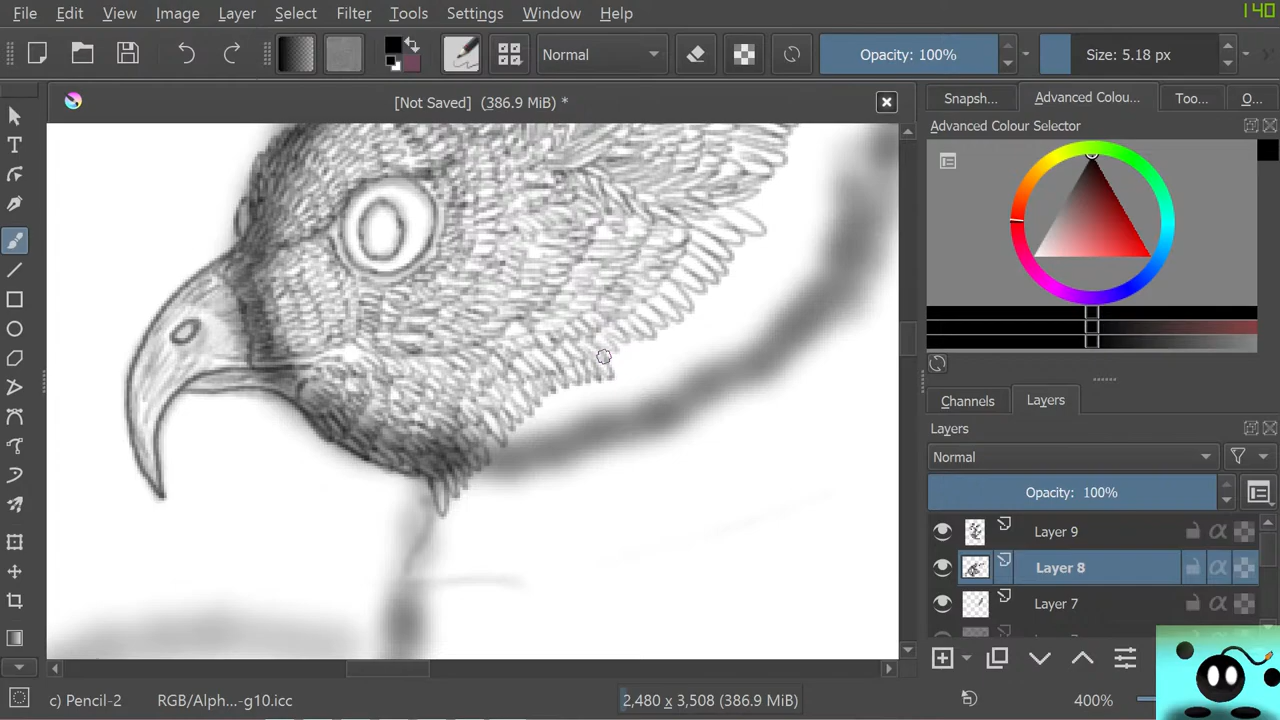 File Edit View Image Layer Select Filter Tools Settings Window Help
140
Normal
Opacity: 100%
Size: 5.18 px
[Not Saved] (386.9 MiB) *
Snapsh... Advanced Colou... Too... O...
Advanced Colour Selector
Channels Layers
Layers
Normal
Opacity: 100%
Layer 9
Layer 8
Layer 7
c) Pencil-2 RGB/Alph...-g10.icc 2,480 x 3,508 (386.9 MiB) 400%